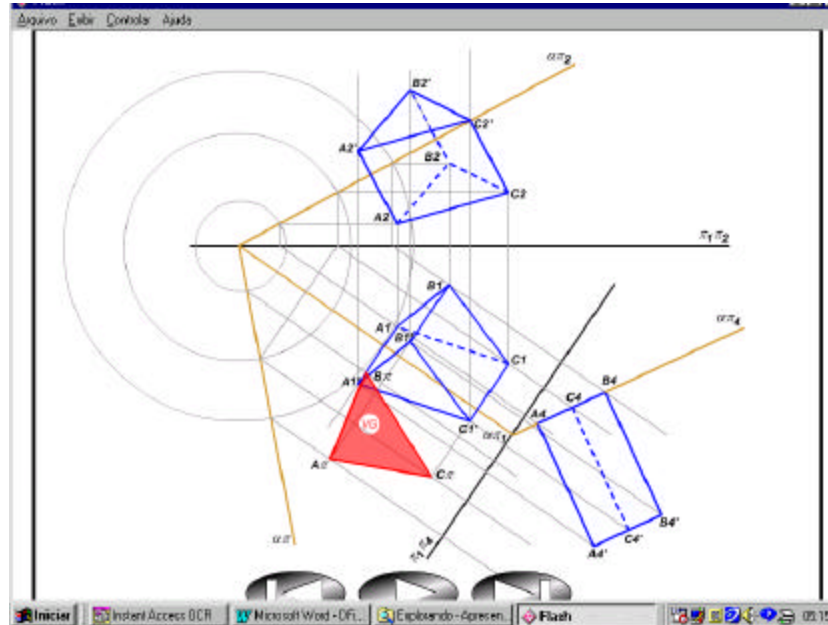 Arquivo Exibir Controlar Ajuda
απ2
B2'
C2'
A2'
B2
C2
A2
π1π2
B1
A1
B1'
C1
απ4
A1'
Bπ
B4
C4
A4
C1'
απ1
VG
Aπ
Cπ
B4'
C4'
A4'
απ
π1π4
Iniciar Instant Access OCR Microsoft Word - Ofi... Explorando - Apresen... Flash